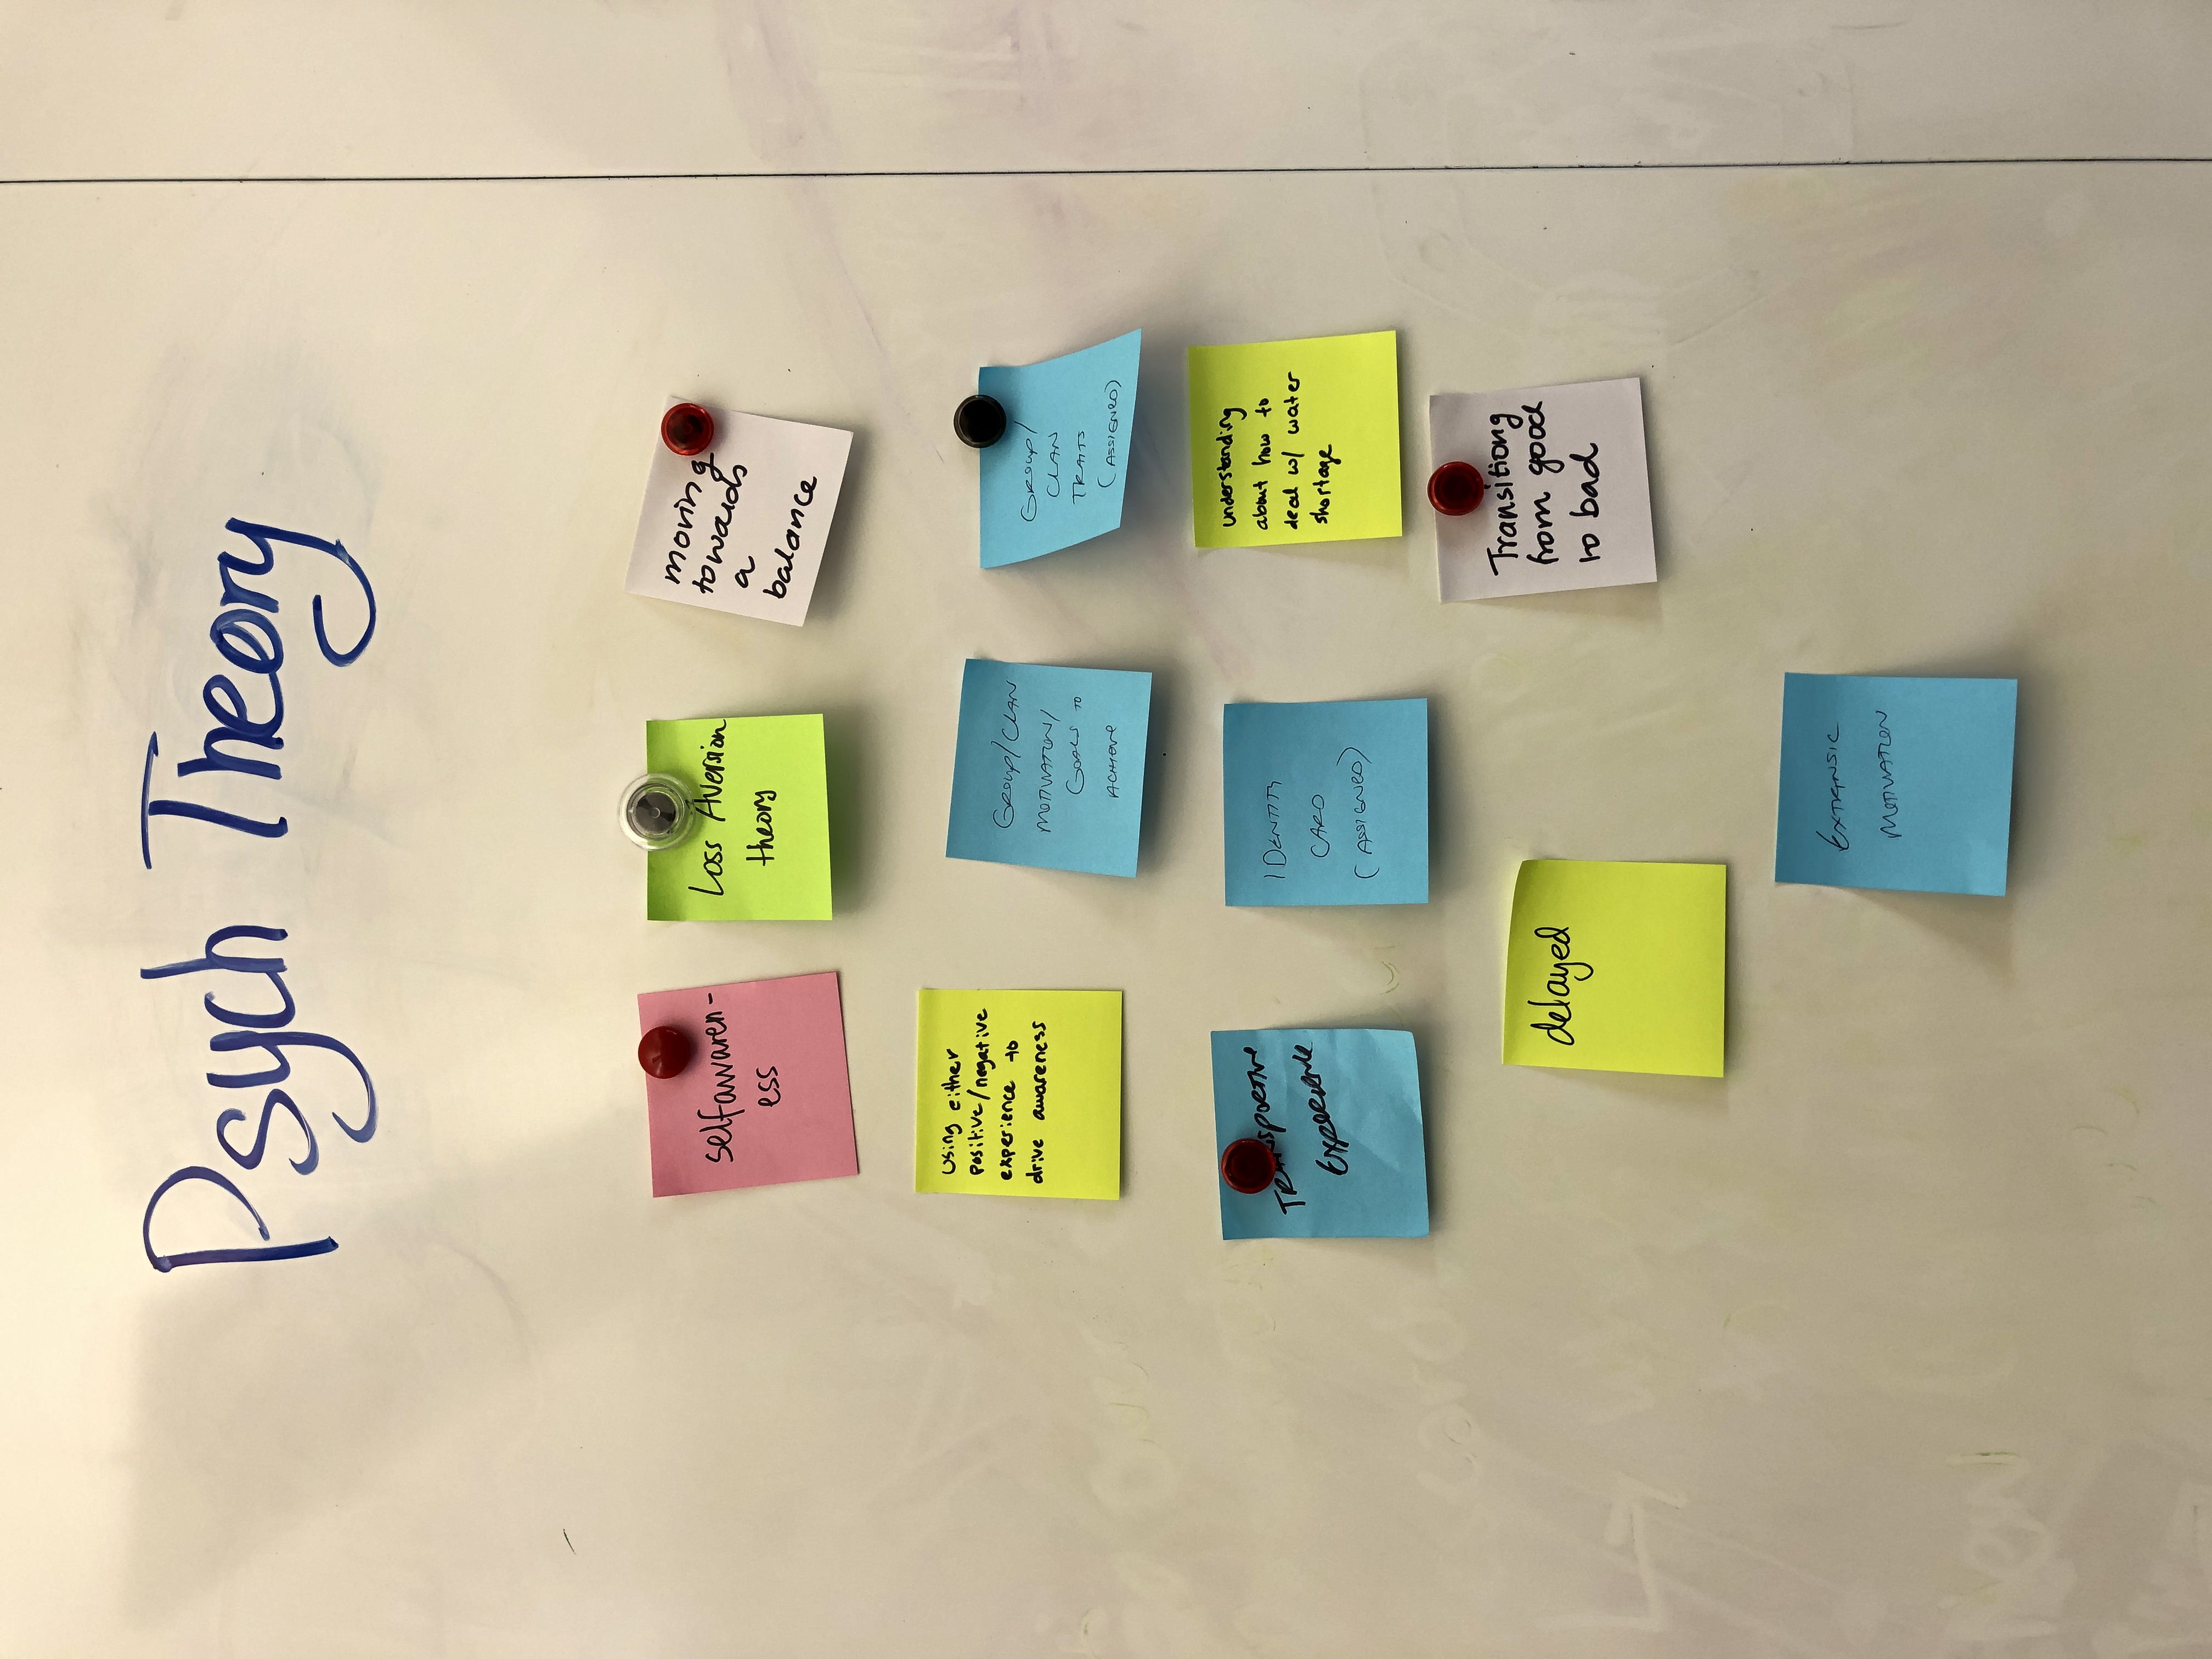 Psych Theory
selfawaren-
ess
Loss Aversion
theory
moving
towards
a
balance
using either
positive/negative
experience to
drive awareness
GROUP/CLAN
MOTIVATION/
GOALS TO
ACHIEVE
GROUP/
CLAN
TRAITS
(ASSIGNED)
TRANSPORTIVE
EXPERIENCE
IDENTITY
CARD
(ASSIGNED)
understanding
about how to
deal w/ water
shortage
delayed
Transitiong
from good
to bad
EXTRINSIC
MOTIVATION